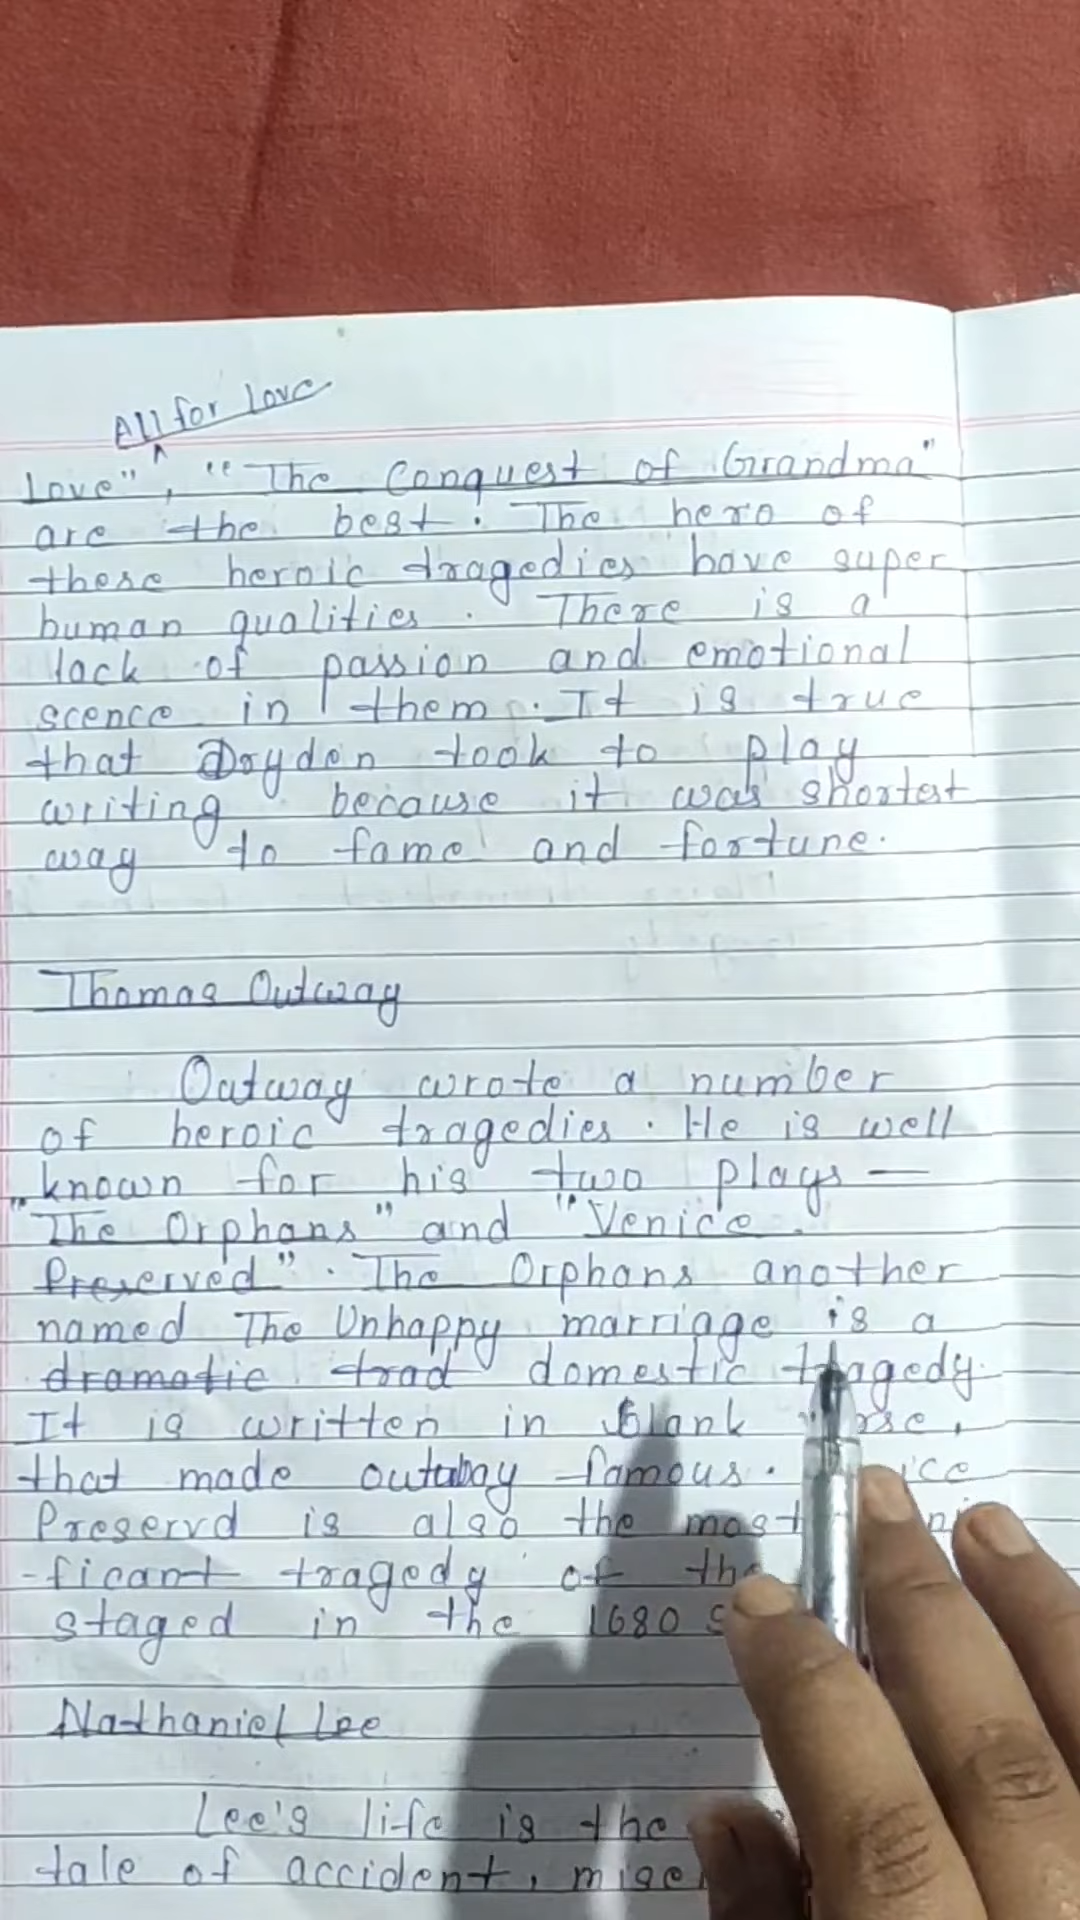 All for Love
Love", "The Conquest of Grandma"
are the best. The hero of
these heroic tragedies have super
human qualities. There is a
lack of passion and emotional
scence in them. It is true
that Dryden took to play
writing because it was shortest
way to fame and fortune.
Thomas Outway
Outway wrote a number
of heroic tragedies. He is well
known for his two plays —
"The Orphans" and "Venice
Preserved". The Orphans another
named The Unhappy marriage is a
dramatic trad domestic tragedy.
It is written in blank
that made outway famous.
Preservd is also the most
-ficant tragedy of
staged in the 1680s
Nathaniel Lee
Lee's life is the
tale of accident,